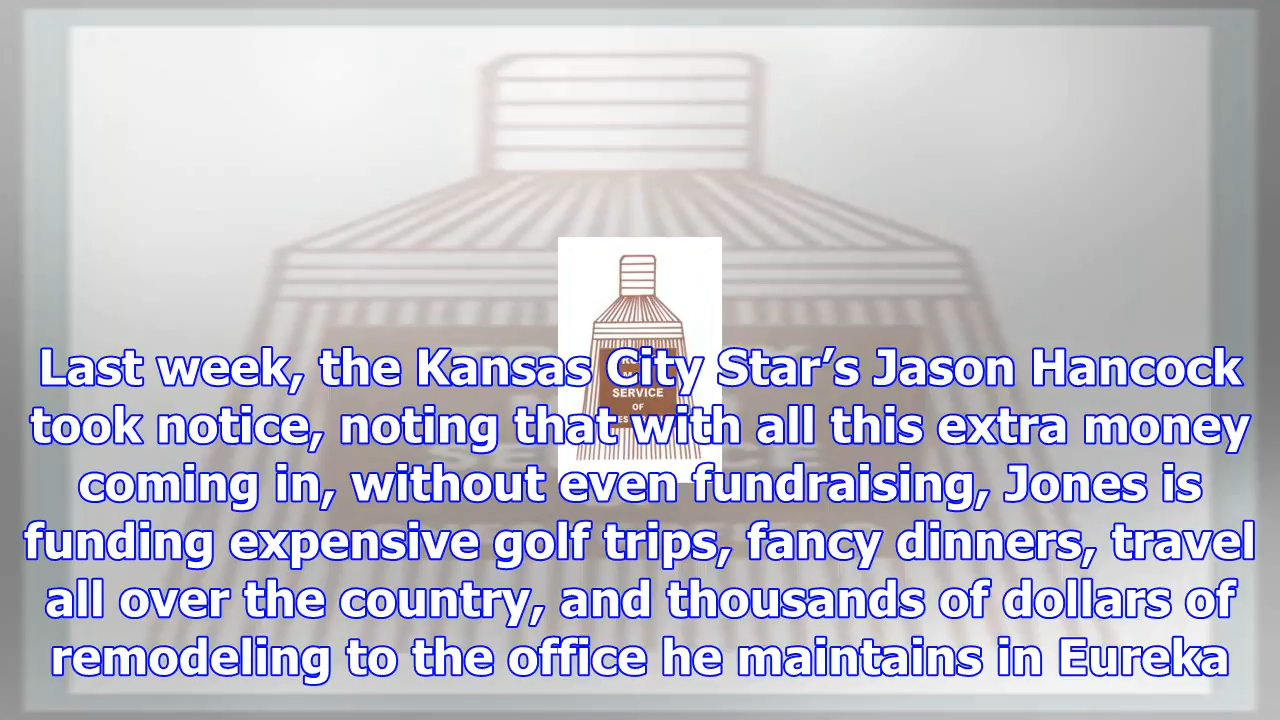 Last week, the Kansas City Star’s Jason Hancock
took notice, noting that with all this extra money
coming in, without even fundraising, Jones is
funding expensive golf trips, fancy dinners, travel
all over the country, and thousands of dollars of
remodeling to the office he maintains in Eureka
SERVICE
OF